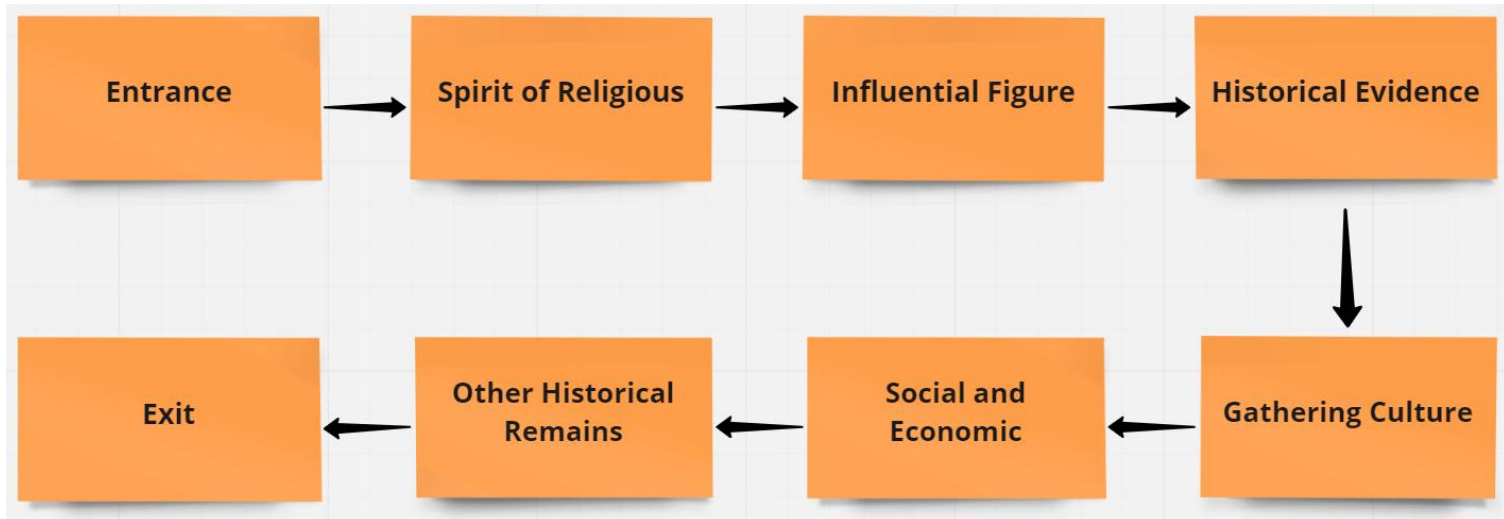 Entrance
Spirit of Religious
Influential Figure
Historical Evidence
Gathering Culture
Social and
Economic
Other Historical
Remains
Exit